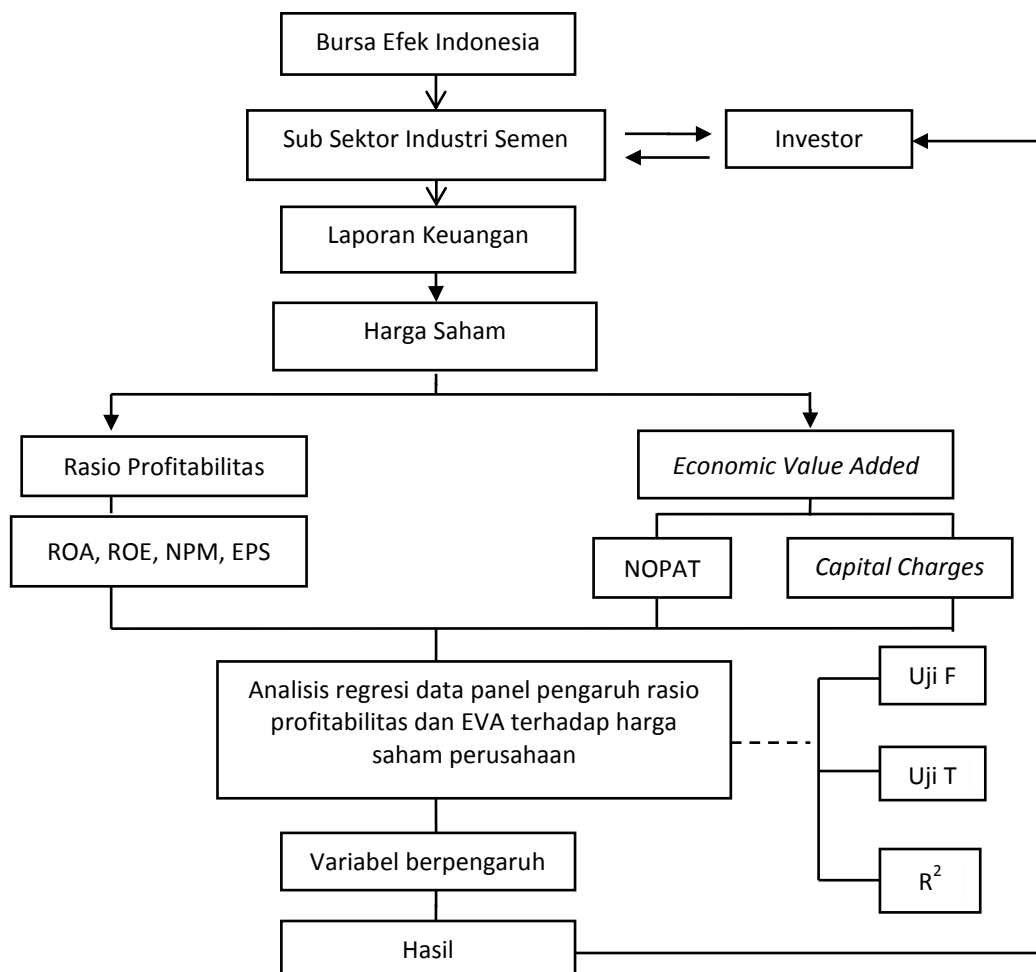 Bursa Efek Indonesia
Sub Sektor Industri Semen
Investor
Laporan Keuangan
Harga Saham
Rasio Profitabilitas
Economic Value Added
ROA, ROE, NPM, EPS
NOPAT
Capital Charges
Analisis regresi data panel pengaruh rasio
profitabilitas dan EVA terhadap harga
saham perusahaan
Uji F
Uji T
R²
Variabel berpengaruh
Hasil